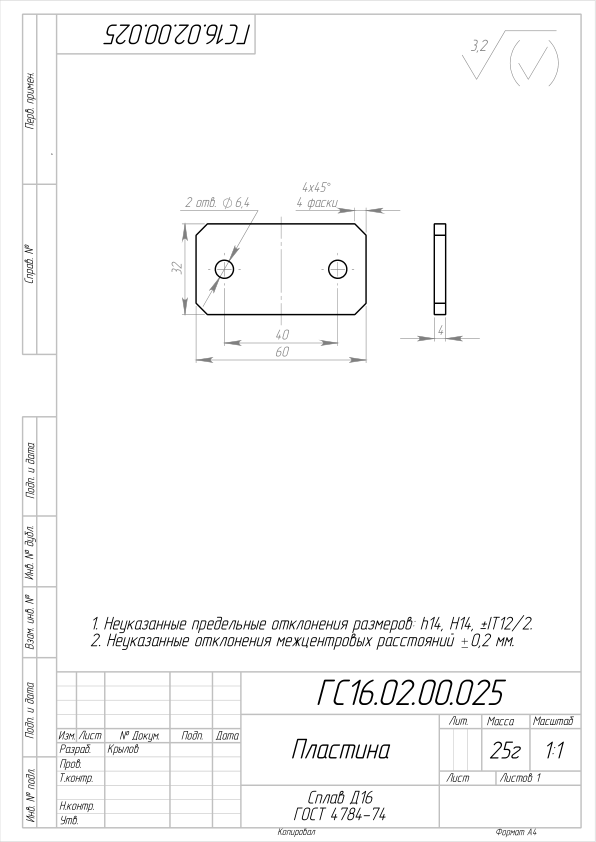 ГС16.02.00.025
3,2
Перв. примен.
Справ. №
Подп. и дата
Инв. № дубл.
Взам. инв. №
Подп. и дата
Инв. № подл.
2 отв. ∅ 6,4
4x45°
4 фаски
32
40
60
4
1. Неуказанные предельные отклонения размеров: h14, H14, ±IT12/2.
2. Неуказанные отклонения межцентровых расстояний ±0,2 мм.
ГС16.02.00.025
Изм. Лист № Докум. Подп. Дата
Разраб. Крылов
Пров.
Т.контр.
Н.контр.
Утв.
Пластина
Лит. Масса Масштаб
25г 1:1
Лист Листов 1
Сплав Д16
ГОСТ 4784-74
Копировал Формат А4